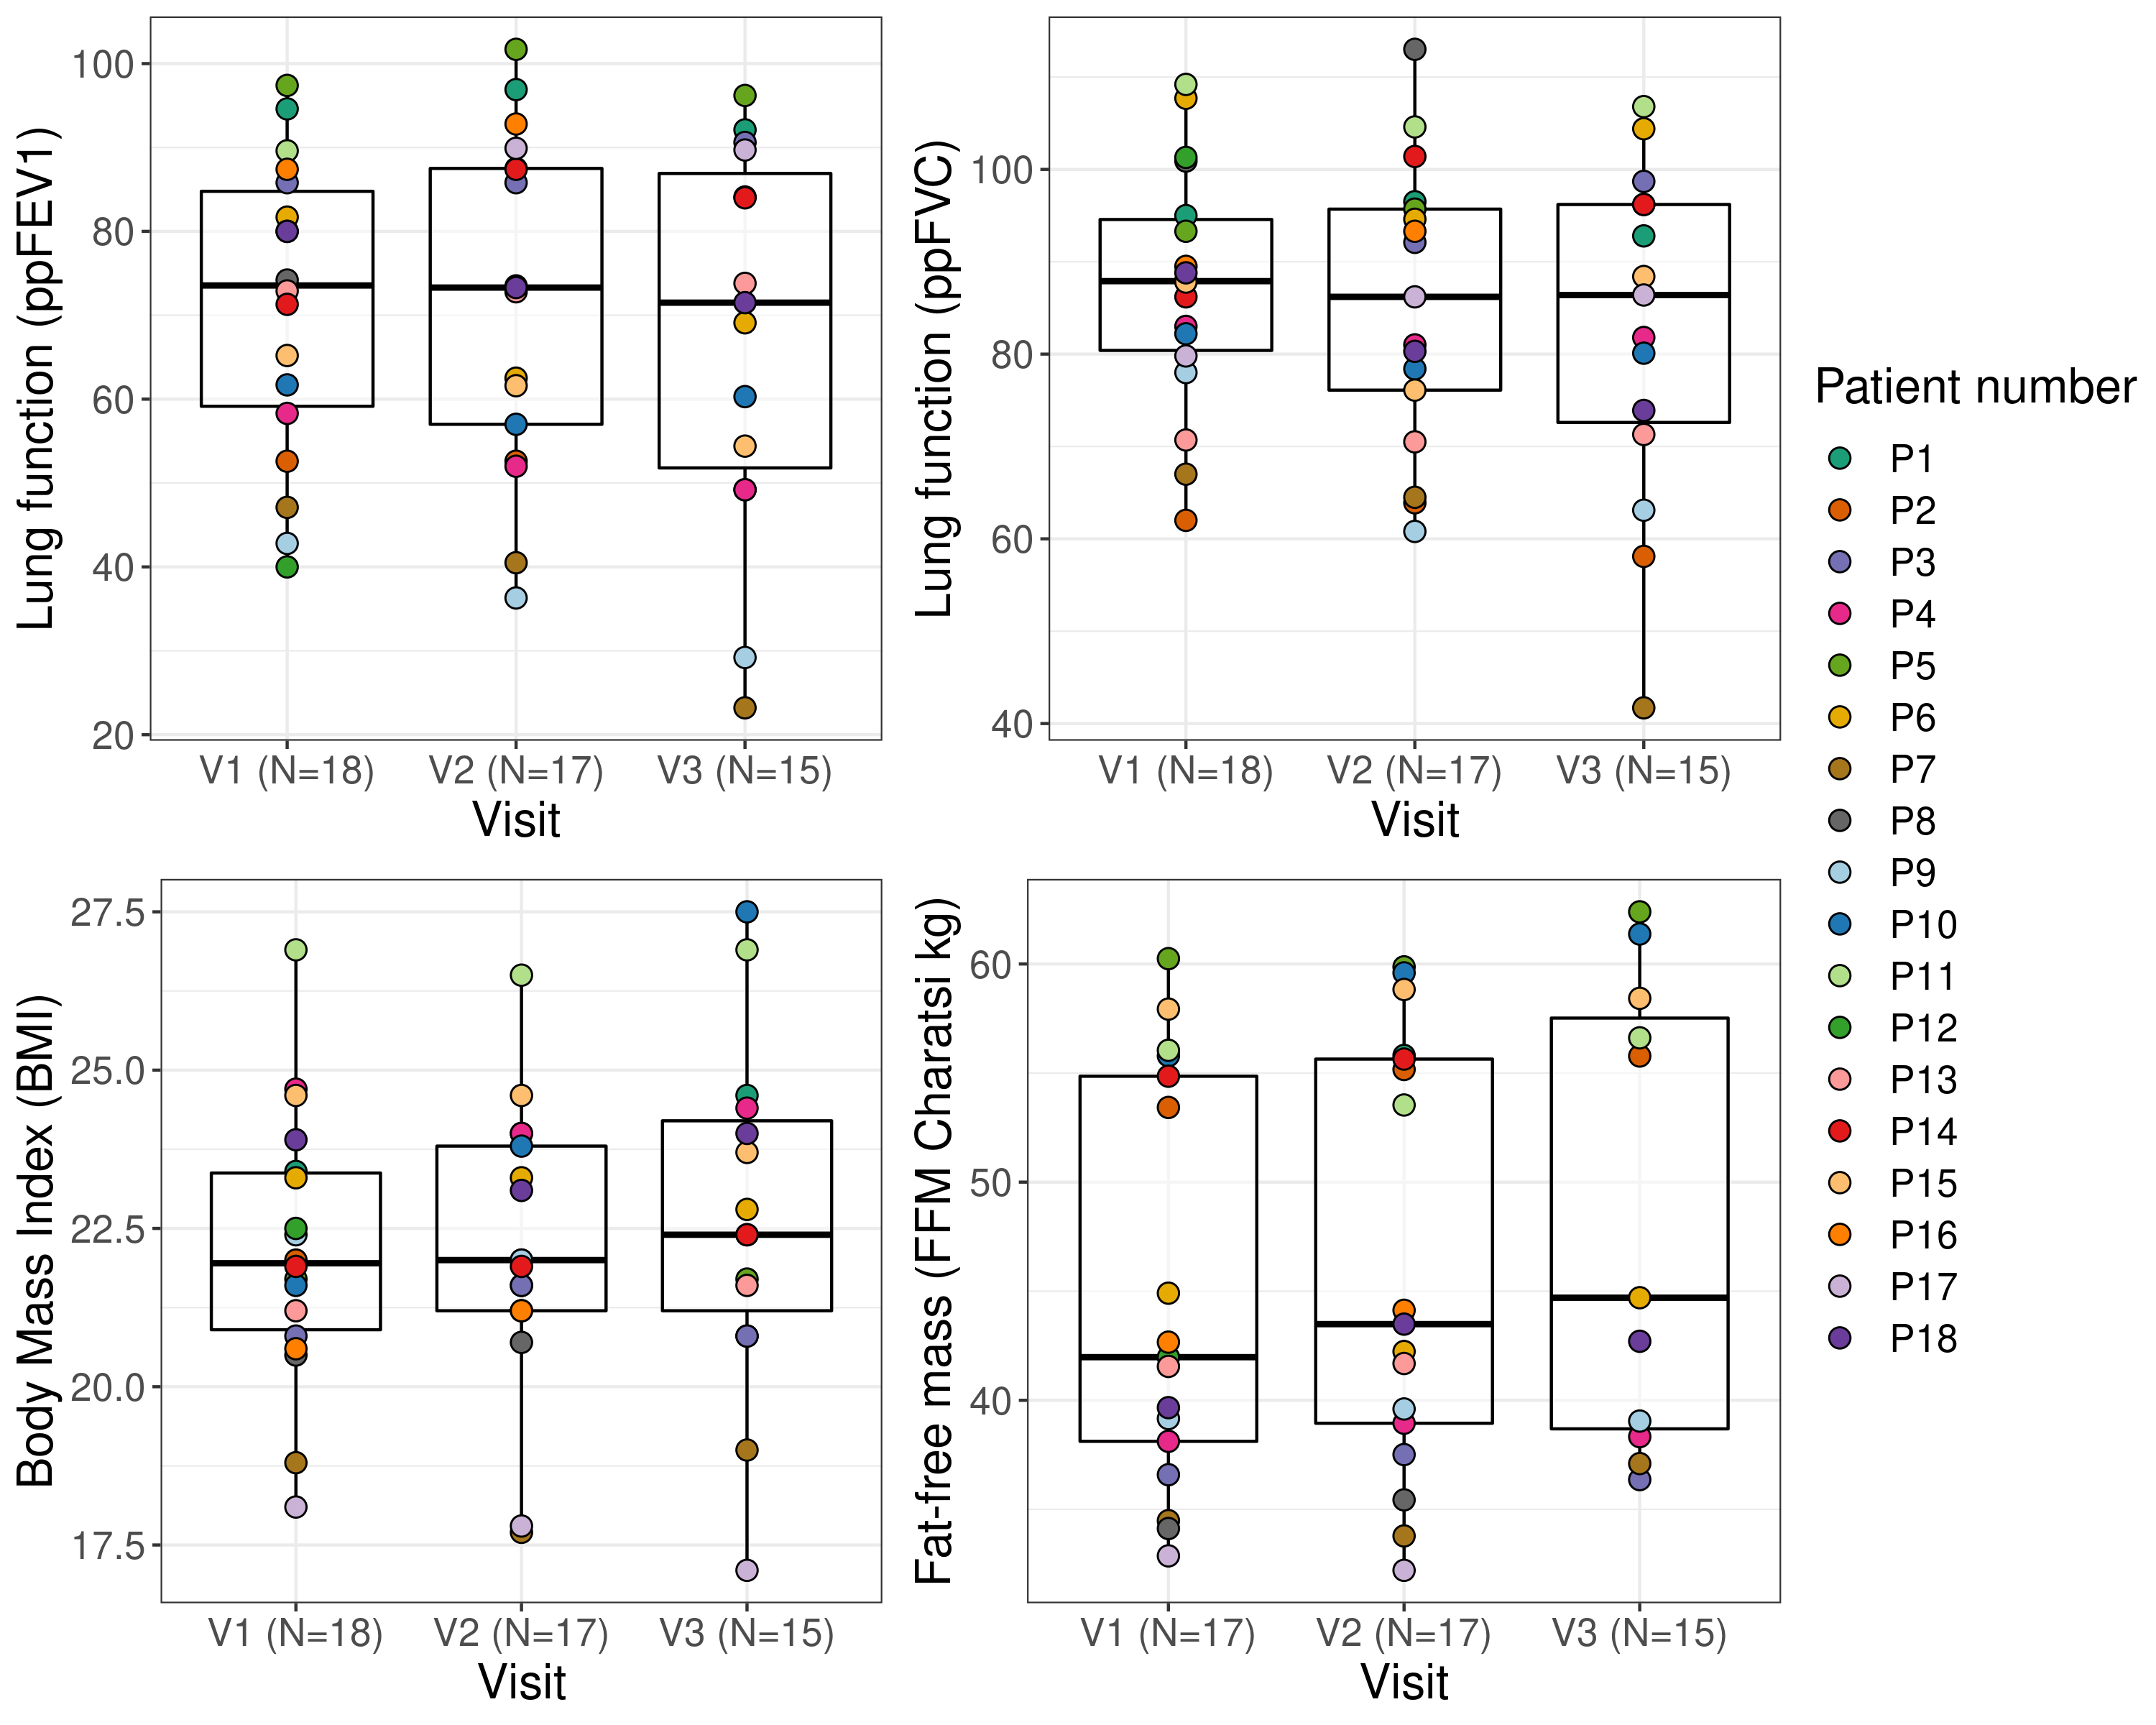 Lung function (ppFEV1)
100
80
60
40
20
V1 (N=18)
V2 (N=17)
V3 (N=15)
Visit
Lung function (ppFVC)
100
80
60
40
V1 (N=18)
V2 (N=17)
V3 (N=15)
Visit
Body Mass Index (BMI)
27.5
25.0
22.5
20.0
17.5
V1 (N=18)
V2 (N=17)
V3 (N=15)
Visit
Fat-free mass (FFM Charatsi kg)
60
50
40
V1 (N=17)
V2 (N=17)
V3 (N=15)
Visit
Patient number
P1
P2
P3
P4
P5
P6
P7
P8
P9
P10
P11
P12
P13
P14
P15
P16
P17
P18